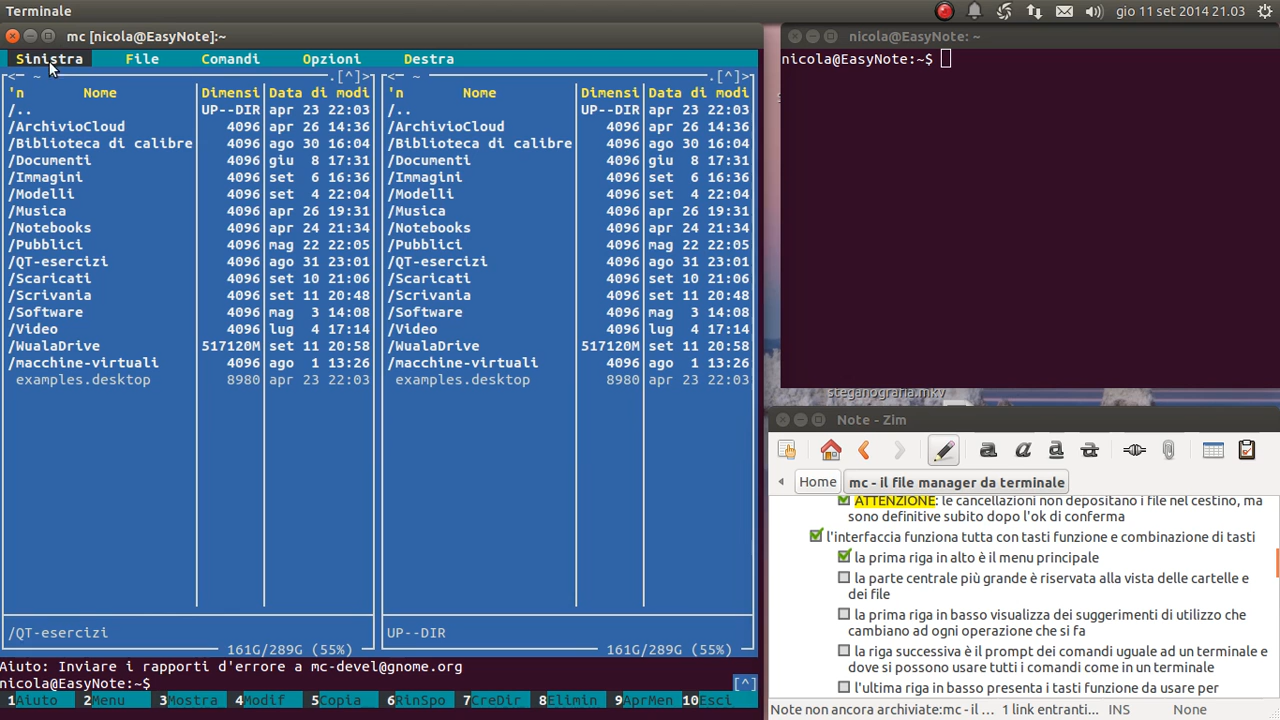 Terminale
gio 11 set 2014 21.03
mc [nicola@EasyNote]:~
Sinistra File Comandi Opzioni Destra
<- ~ .[^]>
'n Nome Dimensi Data di modi
/.. UP--DIR apr 23 22:03
/ArchivioCloud 4096 apr 26 14:36
/Biblioteca di calibre 4096 ago 30 16:04
/Documenti 4096 giu 8 17:31
/Immagini 4096 set 6 16:36
/Modelli 4096 set 4 22:04
/Musica 4096 apr 26 19:31
/Notebooks 4096 apr 24 21:34
/Pubblici 4096 mag 22 22:05
/QT-esercizi 4096 ago 31 23:01
/Scaricati 4096 set 10 21:06
/Scrivania 4096 set 11 20:48
/Software 4096 mag 3 14:08
/Video 4096 lug 4 17:14
/WualaDrive 517120M set 11 20:58
/macchine-virtuali 4096 ago 1 13:26
examples.desktop 8980 apr 23 22:03
/QT-esercizi
161G/289G (55%)
<- ~ .[^]>
'n Nome Dimensi Data di modi
/.. UP--DIR apr 23 22:03
/ArchivioCloud 4096 apr 26 14:36
/Biblioteca di calibre 4096 ago 30 16:04
/Documenti 4096 giu 8 17:31
/Immagini 4096 set 6 16:36
/Modelli 4096 set 4 22:04
/Musica 4096 apr 26 19:31
/Notebooks 4096 apr 24 21:34
/Pubblici 4096 mag 22 22:05
/QT-esercizi 4096 ago 31 23:01
/Scaricati 4096 set 10 21:06
/Scrivania 4096 set 11 20:48
/Software 4096 mag 3 14:08
/Video 4096 lug 4 17:14
/WualaDrive 517120M set 11 20:58
/macchine-virtuali 4096 ago 1 13:26
examples.desktop 8980 apr 23 22:03
UP--DIR
161G/289G (55%)
Aiuto: Inviare i rapporti d'errore a mc-devel@gnome.org
nicola@EasyNote:~$ [^]
1Aiuto 2Menu 3Mostra 4Modif 5Copia 6RinSpo 7CreDir 8Elimin 9AprMen 10Esci
nicola@EasyNote: ~
nicola@EasyNote:~$
steganografia.mkv
Note - Zim
Home mc - il file manager da terminale
ATTENZIONE: le cancellazioni non depositano i file nel cestino, ma
sono definitive subito dopo l'ok di conferma
l'interfaccia funziona tutta con tasti funzione e combinazione di tasti
la prima riga in alto è il menu principale
la parte centrale più grande è riservata alla vista delle cartelle e
dei file
la prima riga in basso visualizza dei suggerimenti di utilizzo che
cambiano ad ogni operazione che si fa
la riga successiva è il prompt dei comandi uguale ad un terminale e
dove si possono usare tutti i comandi come in un terminale
l'ultima riga in basso presenta i tasti funzione da usare per
Note non ancora archiviate:mc - il ... 1 link entranti... INS None